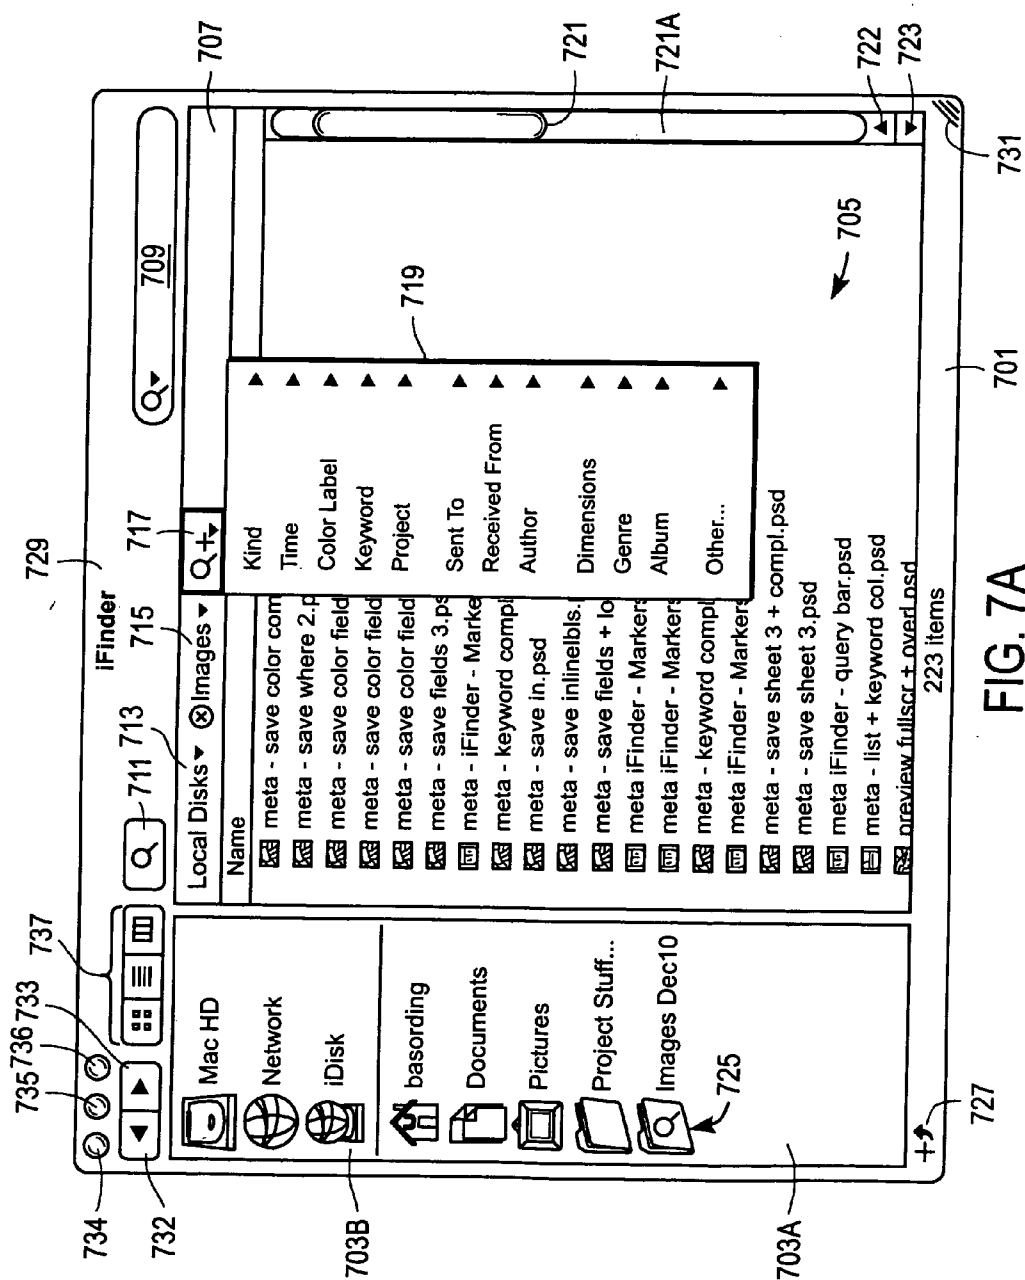 729
iFinder
734
735
736
733
737
711
713
715
717
709
707
732
Local Disks
Images
Name
Mac HD
Network
iDisk
basording
Documents
Pictures
Project Stuff...
Images Dec10
725
703B
703A
727
meta - save color com
meta - save where 2.p
meta - save color field
meta - save color field
meta - save color field
meta - save fields 3.ps
meta - iFinder - Marke
meta - keyword compl
meta - save in.psd
meta - save inlinelbls.
meta - save fields + lo
meta iFinder - Markers
meta iFinder - Markers
meta - keyword compl
meta iFinder - Markers
meta - save sheet 3 + compl.psd
meta - save sheet 3.psd
meta iFinder - query bar.psd
meta - list + keyword col.psd
preview fullscr + oved.psd
223 items
Kind
Time
Color Label
Keyword
Project
Sent To
Received From
Author
Dimensions
Genre
Album
Other...
719
705
721
721A
722
723
731
701
FIG. 7A